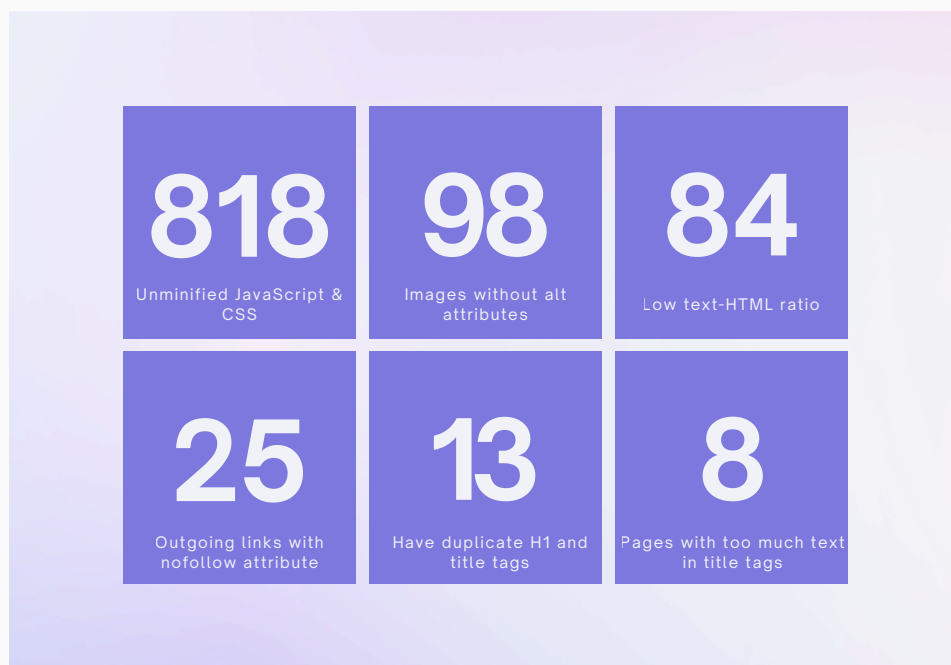 818
Unminified JavaScript &
CSS
98
Images without alt
attributes
84
Low text-HTML ratio
25
Outgoing links with
nofollow attribute
13
Have duplicate H1 and
title tags
8
Pages with too much text
in title tags